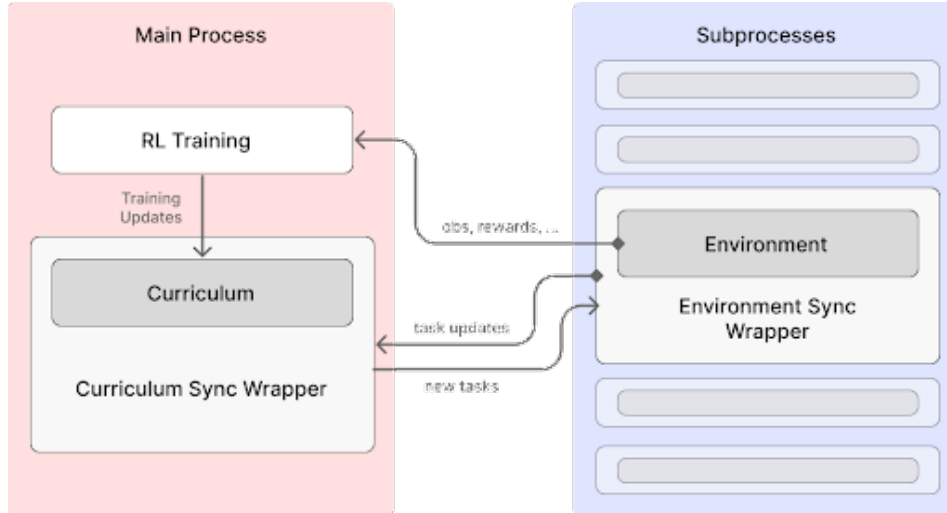 Main Process
Subprocesses
RL Training
Training
Updates
obs, rewards, ...
Environment
Curriculum
Environment Sync
Wrapper
task updates
Curriculum Sync Wrapper
new tasks